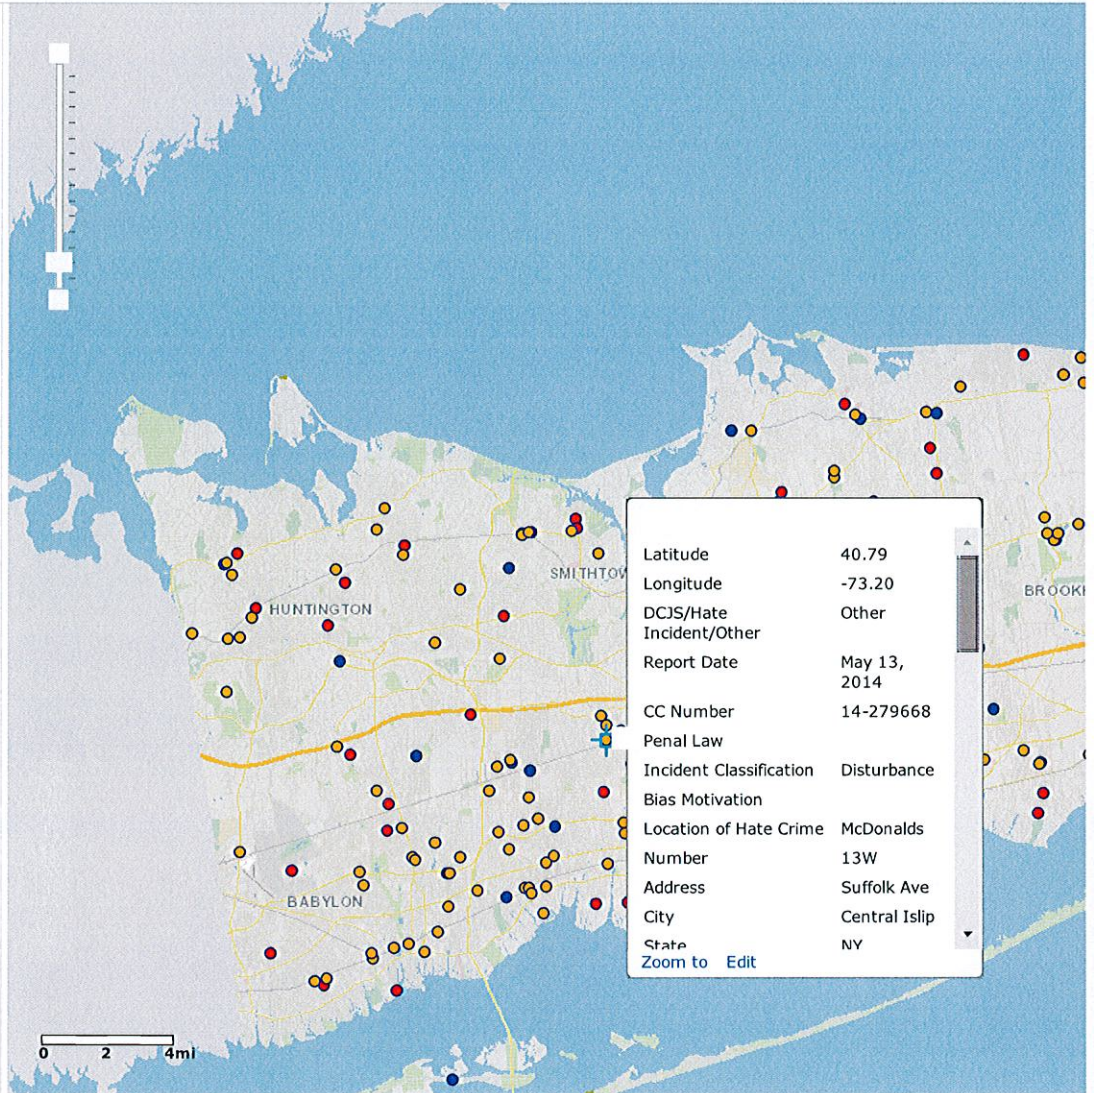 SMITHTOW
BROOKH
HUNTINGTON
BABYLON
0 2 4mi
Latitude 40.79
Longitude -73.20
DCJS/Hate Other
Incident/Other
Report Date May 13,
2014
CC Number 14-279668
Penal Law
Incident Classification Disturbance
Bias Motivation
Location of Hate Crime McDonalds
Number 13W
Address Suffolk Ave
City Central Islip
State NY
Zoom to Edit